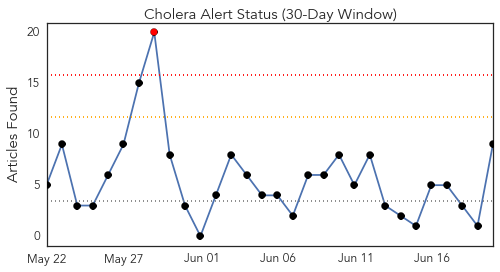 Cholera Alert Status (30-Day Window)
Articles Found
20
15
10
5
0
May 22 May 27 Jun 01 Jun 06 Jun 11 Jun 16